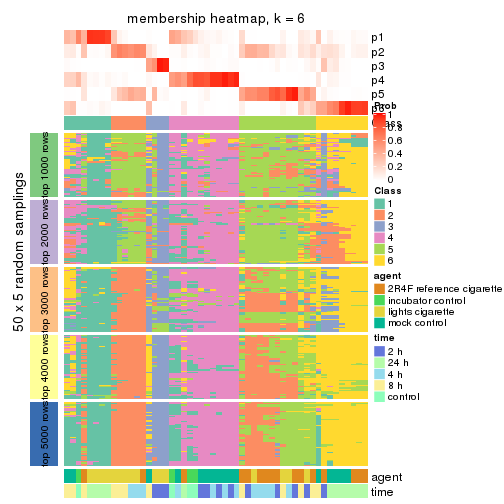 membership heatmap, k = 6
p1
p2
p3
p4
p5
p6
Class
Prob
1
0.8
0.6
0.4
0.2
0
Class
1
2
3
4
5
6
agent
2R4F reference cigarette
incubator control
lights cigarette
mock control
time
2 h
24 h
4 h
8 h
control
50 x 5 random samplings
top 1000 rows
top 2000 rows
top 3000 rows
top 4000 rows
top 5000 rows
agent
time